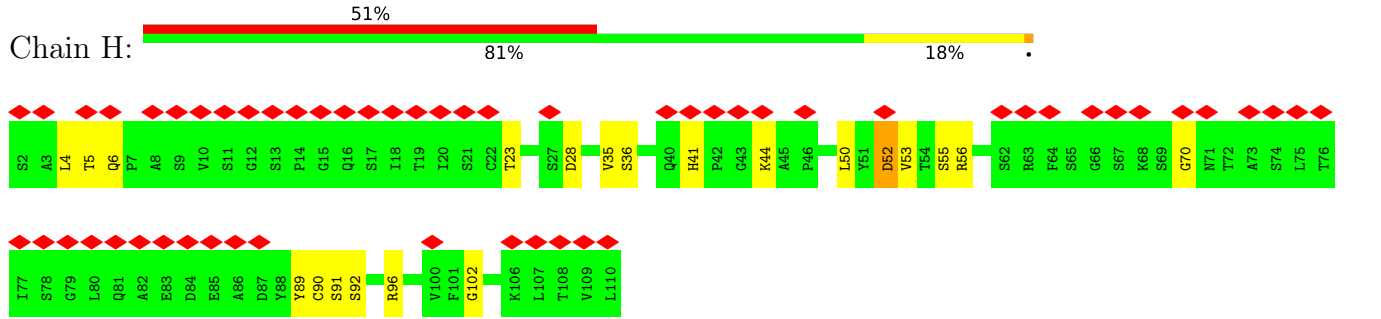 51%
Chain H:
81% 18% •
S2 A3 L4 T5 Q6 P7 A8 S9 V10 S11 G12 S13 P14 G15 Q16 S17 I18 T19 I20 S21 C22 T23 S27 D28 V35 S36 Q40 H41 P42 G43 K44 A45 P46 L50 Y51 D52 V53 T54 S55 R56 S62 R63 F64 S65 G66 S67 K68 S69 G70 N71 T72 A73 S74 L75 T76
I77 S78 G79 L80 Q81 A82 E83 D84 E85 A86 D87 Y88 Y89 C90 S91 S92 R96 V100 F101 G102 K106 L107 T108 V109 L110